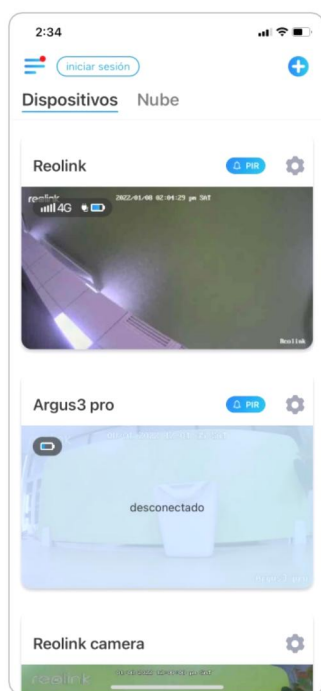 2:34
iniciar sesión
Dispositivos Nube
Reolink PIR
reolink 2022/01/08 02:04:29 pm SAT
4G
Reolink
Argus3 pro PIR
desconectado
Reolink camera
reolink